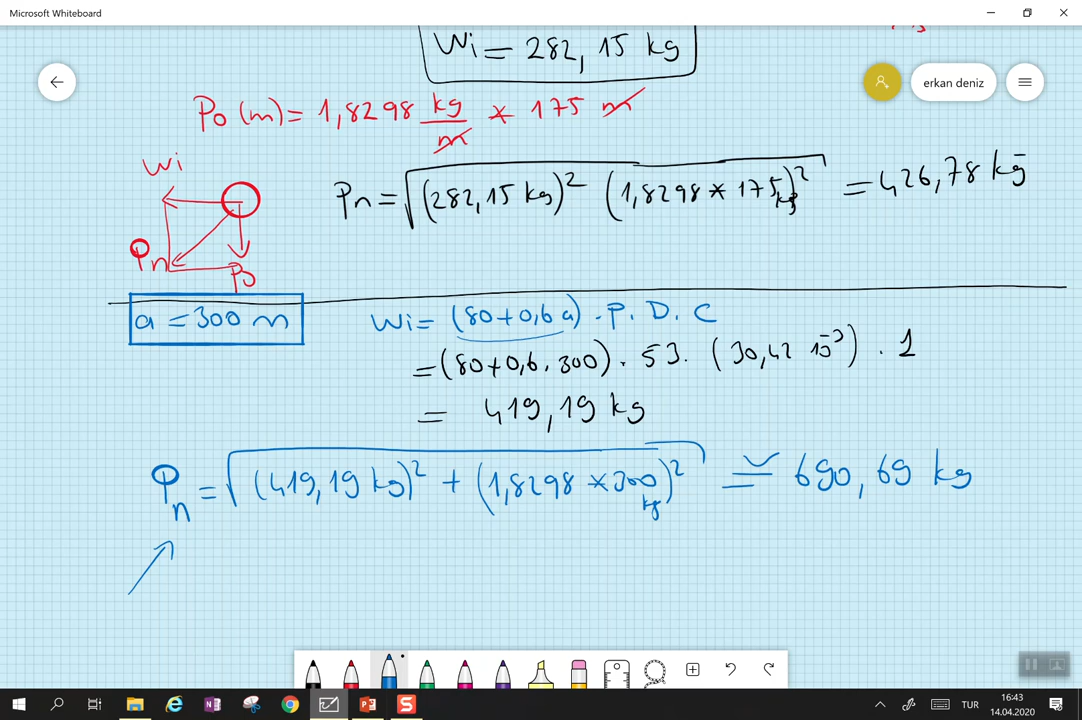 Microsoft Whiteboard
Wi = 282,15 kg
erkan deniz
Po (m) = 1,8298 kg/m * 175 m
Wi
Pn = √(282,15 kg)² (1,8298 * 175 kg)² = 426,78 kg
Pn
Po
a = 300 m
Wi = (80+0,6 a) . P. D. C
= (80+0,6.300) . 53. (30,42 10⁻³) . 1
= 419,19 kg
Pn = √(419,19 kg)² + (1,8298 * 300 kg)² ≅ 690,69 kg
TUR
16:43
14.04.2020